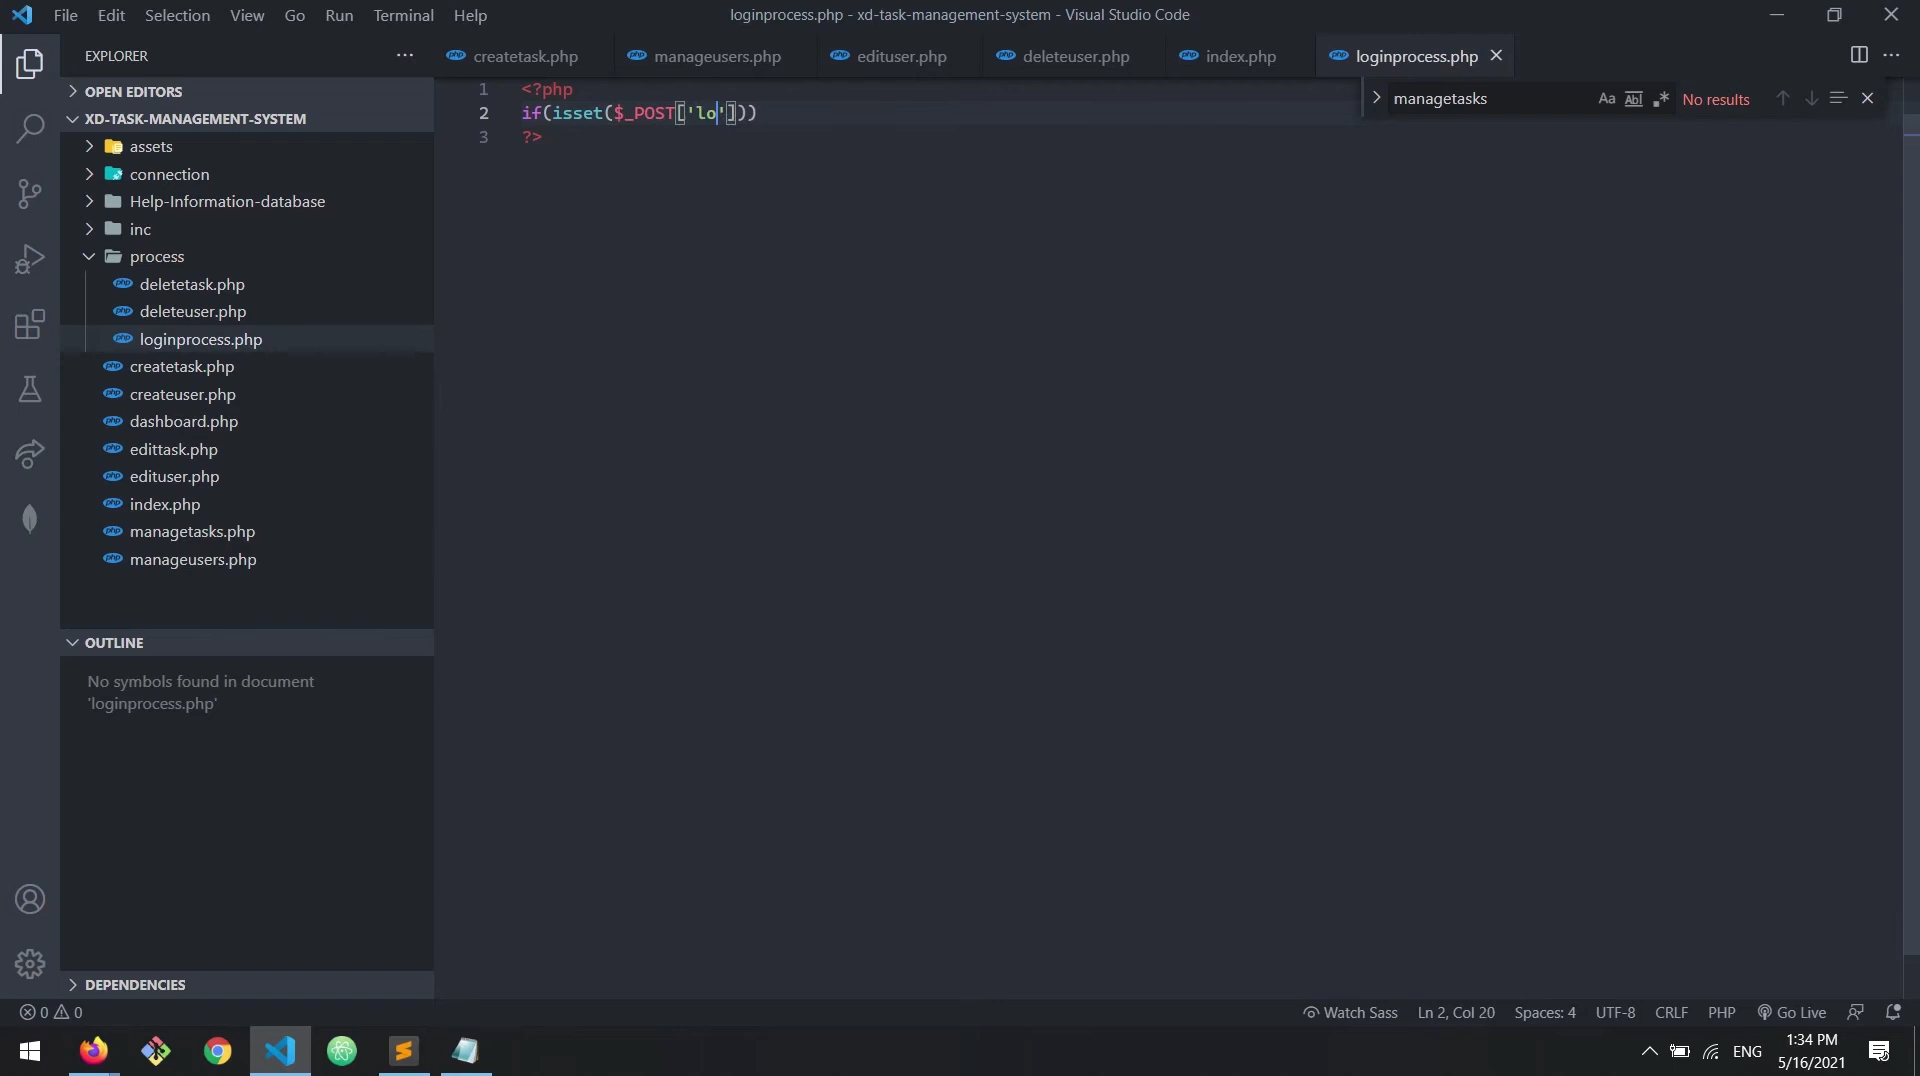 File Edit Selection View Go Run Terminal Help
loginprocess.php - xd-task-management-system - Visual Studio Code
EXPLORER
createtask.php
manageusers.php
edituser.php
deleteuser.php
index.php
loginprocess.php
OPEN EDITORS
XD-TASK-MANAGEMENT-SYSTEM
assets
connection
Help-Information-database
inc
process
deletetask.php
deleteuser.php
loginprocess.php
createtask.php
createuser.php
dashboard.php
edittask.php
edituser.php
index.php
managetasks.php
manageusers.php
OUTLINE
No symbols found in document
'loginprocess.php'
DEPENDENCIES
1 <?php
2 if(isset($_POST['lo']))
3 ?>
managetasks Aa Abl .* No results
0 0
Watch Sass Ln 2, Col 20 Spaces: 4 UTF-8 CRLF PHP Go Live
ENG
1:34 PM
5/16/2021